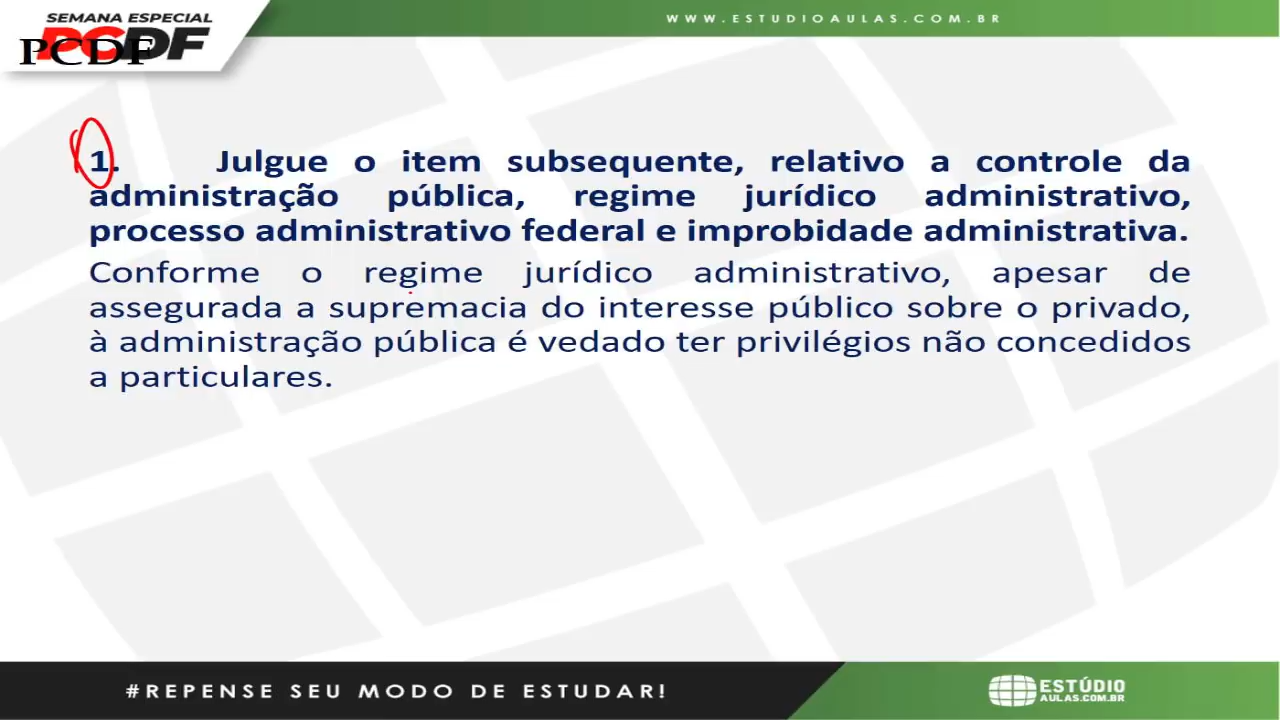 SEMANA ESPECIAL
PCDF
PCDF
WWW.ESTUDIOAULAS.COM.BR
1. Julgue o item subsequente, relativo a controle da
administração pública, regime jurídico administrativo,
processo administrativo federal e improbidade administrativa.
Conforme o regime jurídico administrativo, apesar de
assegurada a supremacia do interesse público sobre o privado,
à administração pública é vedado ter privilégios não concedidos
a particulares.
#REPENSE SEU MODO DE ESTUDAR!
ESTÚDIO
AULAS.COM.BR